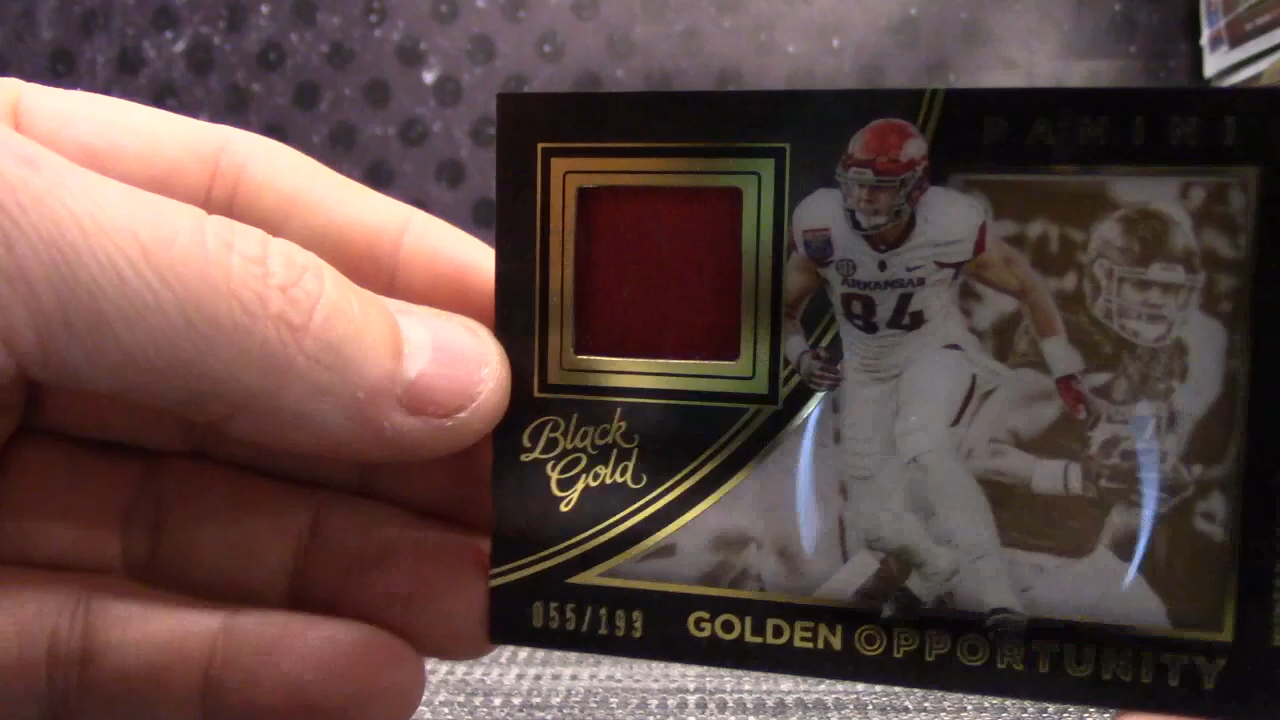 PANINI
ARKANSAS
84
Black
Gold
055/199
GOLDEN OPPORTUNITY